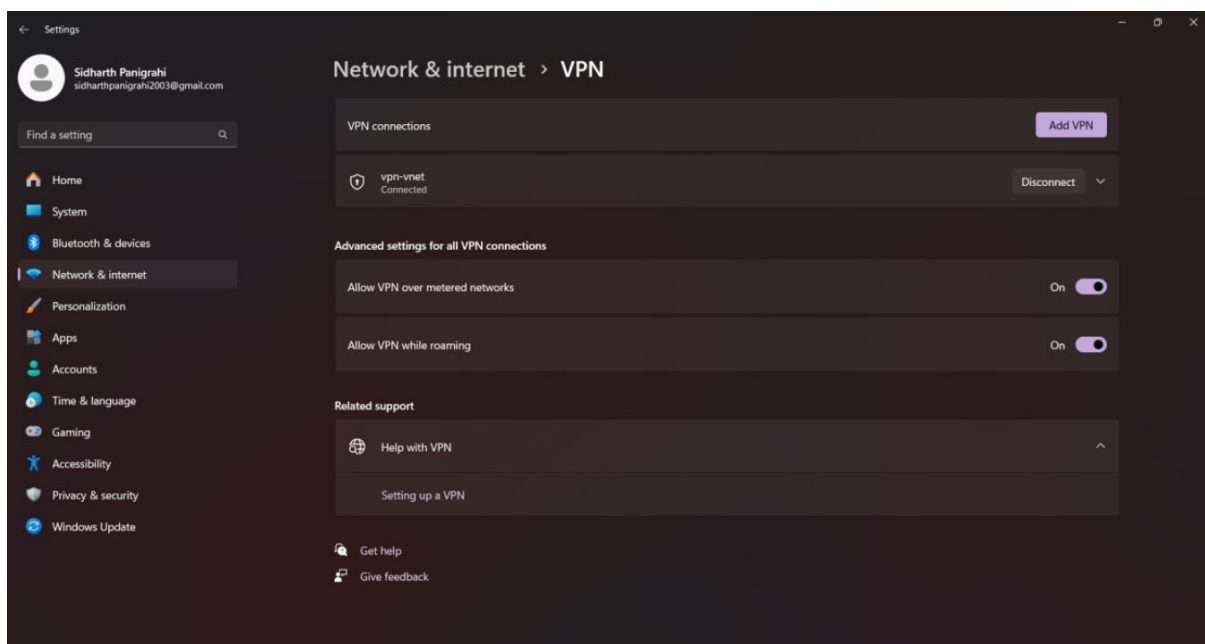 Settings
Sidharth Panigrahi
sidharthpanigrahi2003@gmail.com
Find a setting
Home
System
Bluetooth & devices
Network & internet
Personalization
Apps
Accounts
Time & language
Gaming
Accessibility
Privacy & security
Windows Update
Network & internet > VPN
VPN connections
Add VPN
vpn-vnet
Connected
Disconnect
Advanced settings for all VPN connections
Allow VPN over metered networks
On
Allow VPN while roaming
On
Related support
Help with VPN
Setting up a VPN
Get help
Give feedback